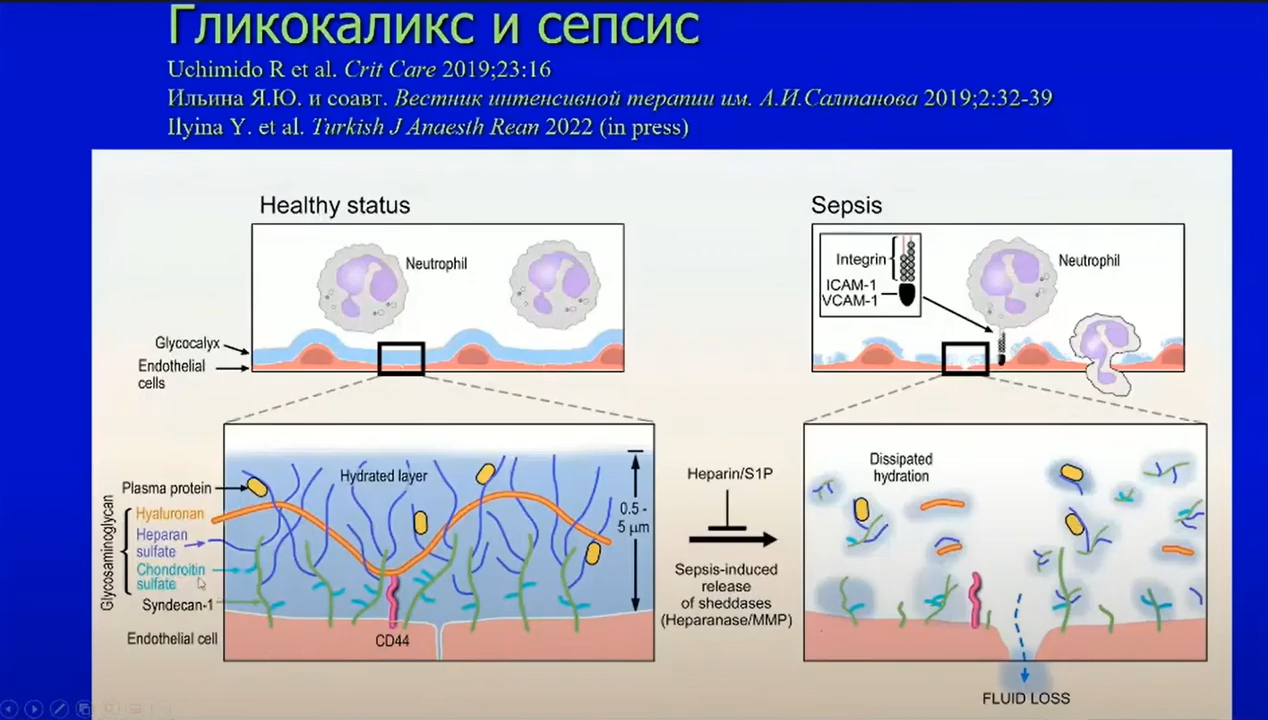 Гликокаликс и сепсис
Uchimido R et al. Crit Care 2019;23:16
Ильина Я.Ю. и соавт. Вестник интенсивной терапии им. А.И.Салтанова 2019;2:32-39
Ilyina Y. et al. Turkish J Anaesth Rean 2022 (in press)
Healthy status
Neutrophil
Glycocalyx
Endothelial
cells
Sepsis
Integrin
ICAM-1
VCAM-1
Neutrophil
Hydrated layer
Plasma protein
Glycosaminoglycan
Hyaluronan
Heparan
sulfate
Chondroitin
sulfate
Syndecan-1
Endothelial cell
CD44
0.5 -
5 µm
Heparin/S1P
Sepsis-induced
release
of sheddases
(Heparanase/MMP)
Dissipated
hydration
FLUID LOSS